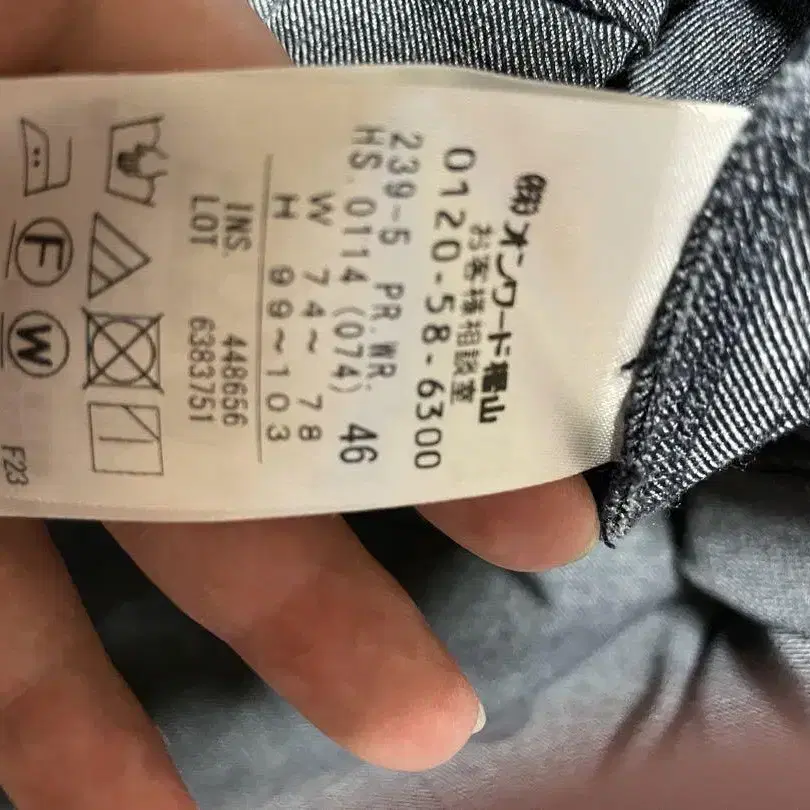 ㈱オンワード樫山
お客様相談室
0120-58-6300
239-5 PR.WR:
HS.0114 (074) 46
W 74~ 78
H 99~103
INS. 448656
LOT 6383751
F W
F23